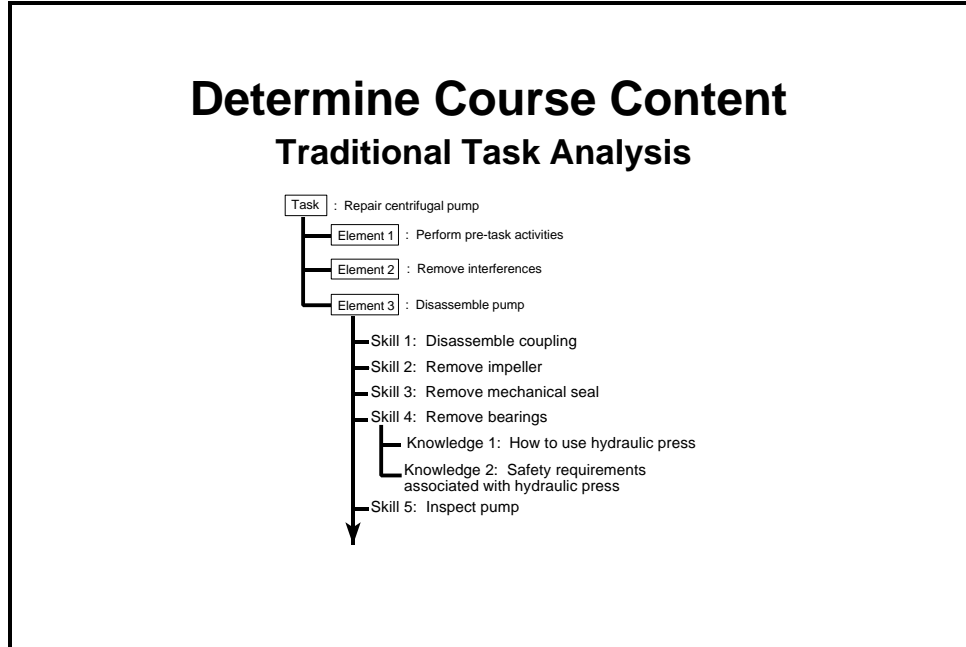 Determine Course Content
Traditional Task Analysis
Task : Repair centrifugal pump
Element 1 : Perform pre-task activities
Element 2 : Remove interferences
Element 3 : Disassemble pump
Skill 1: Disassemble coupling
Skill 2: Remove impeller
Skill 3: Remove mechanical seal
Skill 4: Remove bearings
Knowledge 1: How to use hydraulic press
Knowledge 2: Safety requirements
associated with hydraulic press
Skill 5: Inspect pump